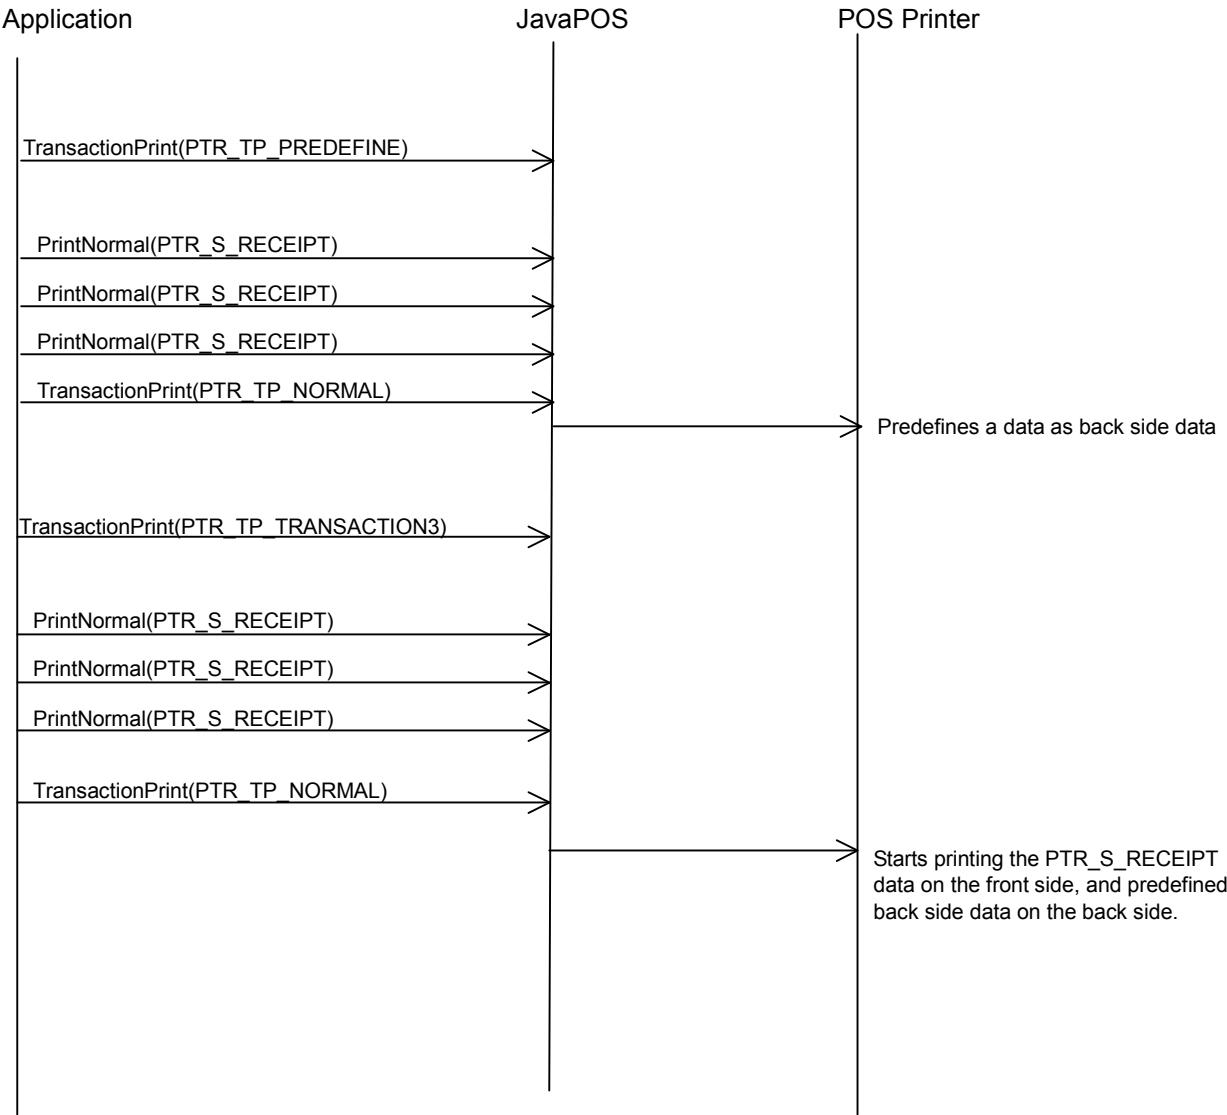 Application
JavaPOS
POS Printer
TransactionPrint(PTR_TP_PREDEFINE)
PrintNormal(PTR_S_RECEIPT)
PrintNormal(PTR_S_RECEIPT)
PrintNormal(PTR_S_RECEIPT)
TransactionPrint(PTR_TP_NORMAL)
Predefines a data as back side data
TransactionPrint(PTR_TP_TRANSACTION3)
PrintNormal(PTR_S_RECEIPT)
PrintNormal(PTR_S_RECEIPT)
PrintNormal(PTR_S_RECEIPT)
TransactionPrint(PTR_TP_NORMAL)
Starts printing the PTR_S_RECEIPT
data on the front side, and predefined
back side data on the back side.